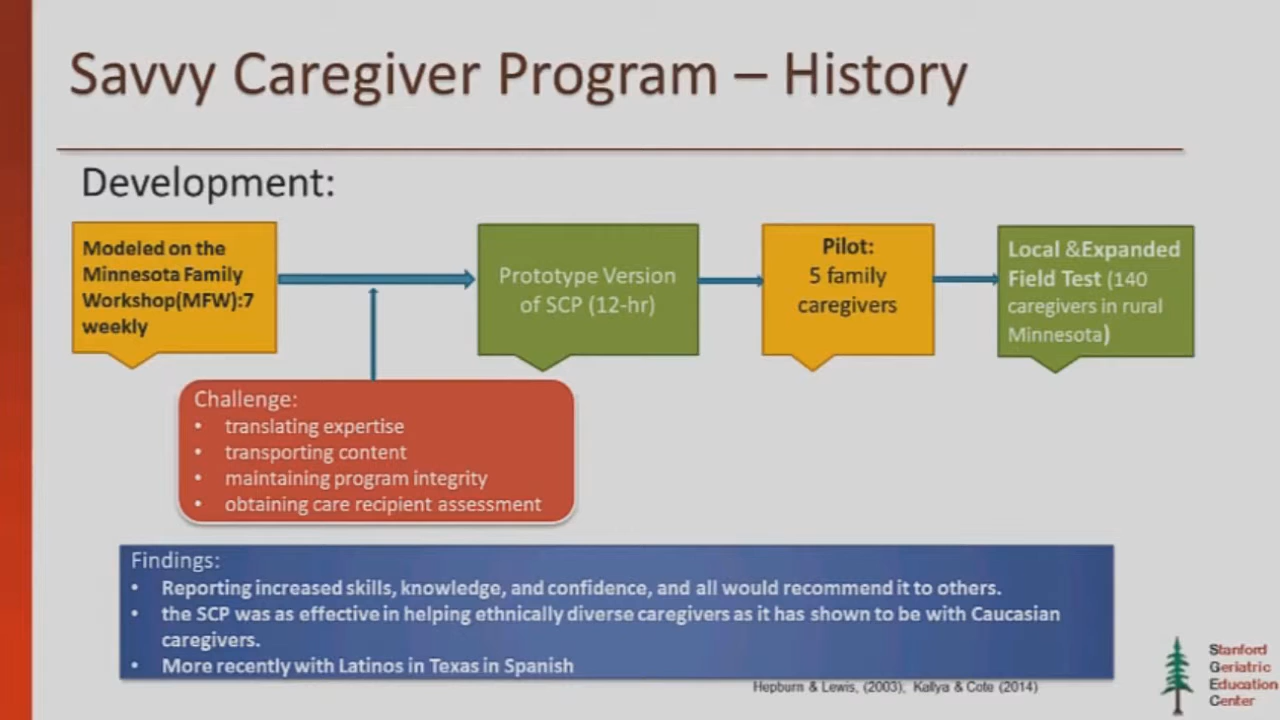 Savvy Caregiver Program – History
Development:
Modeled on the
Minnesota Family
Workshop(MFW):7
weekly
Prototype Version
of SCP (12-hr)
Pilot:
5 family
caregivers
Local &Expanded
Field Test (140
caregivers in rural
Minnesota)
Challenge:
• translating expertise
• transporting content
• maintaining program integrity
• obtaining care recipient assessment
Findings:
• Reporting increased skills, knowledge, and confidence, and all would recommend it to others.
• the SCP was as effective in helping ethnically diverse caregivers as it has shown to be with Caucasian
caregivers.
• More recently with Latinos in Texas in Spanish
Hepburn & Lewis, (2003); Kallya & Cote (2014)
Stanford
Geriatric
Education
Center